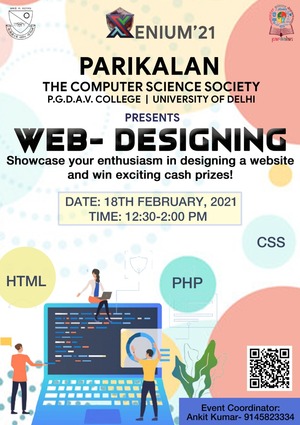 XENIUM'21
PARIKALAN
THE COMPUTER SCIENCE SOCIETY
P.G.D.A.V. COLLEGE | UNIVERSITY OF DELHI
PRESENTS
WEB- DESIGNING
Showcase your enthusiasm in designing a website
and win exciting cash prizes!
DATE: 18TH FEBRUARY, 2021
TIME: 12:30-2:00 PM
CSS
HTML
PHP
Event Coordinator:
Ankit Kumar- 9145823334